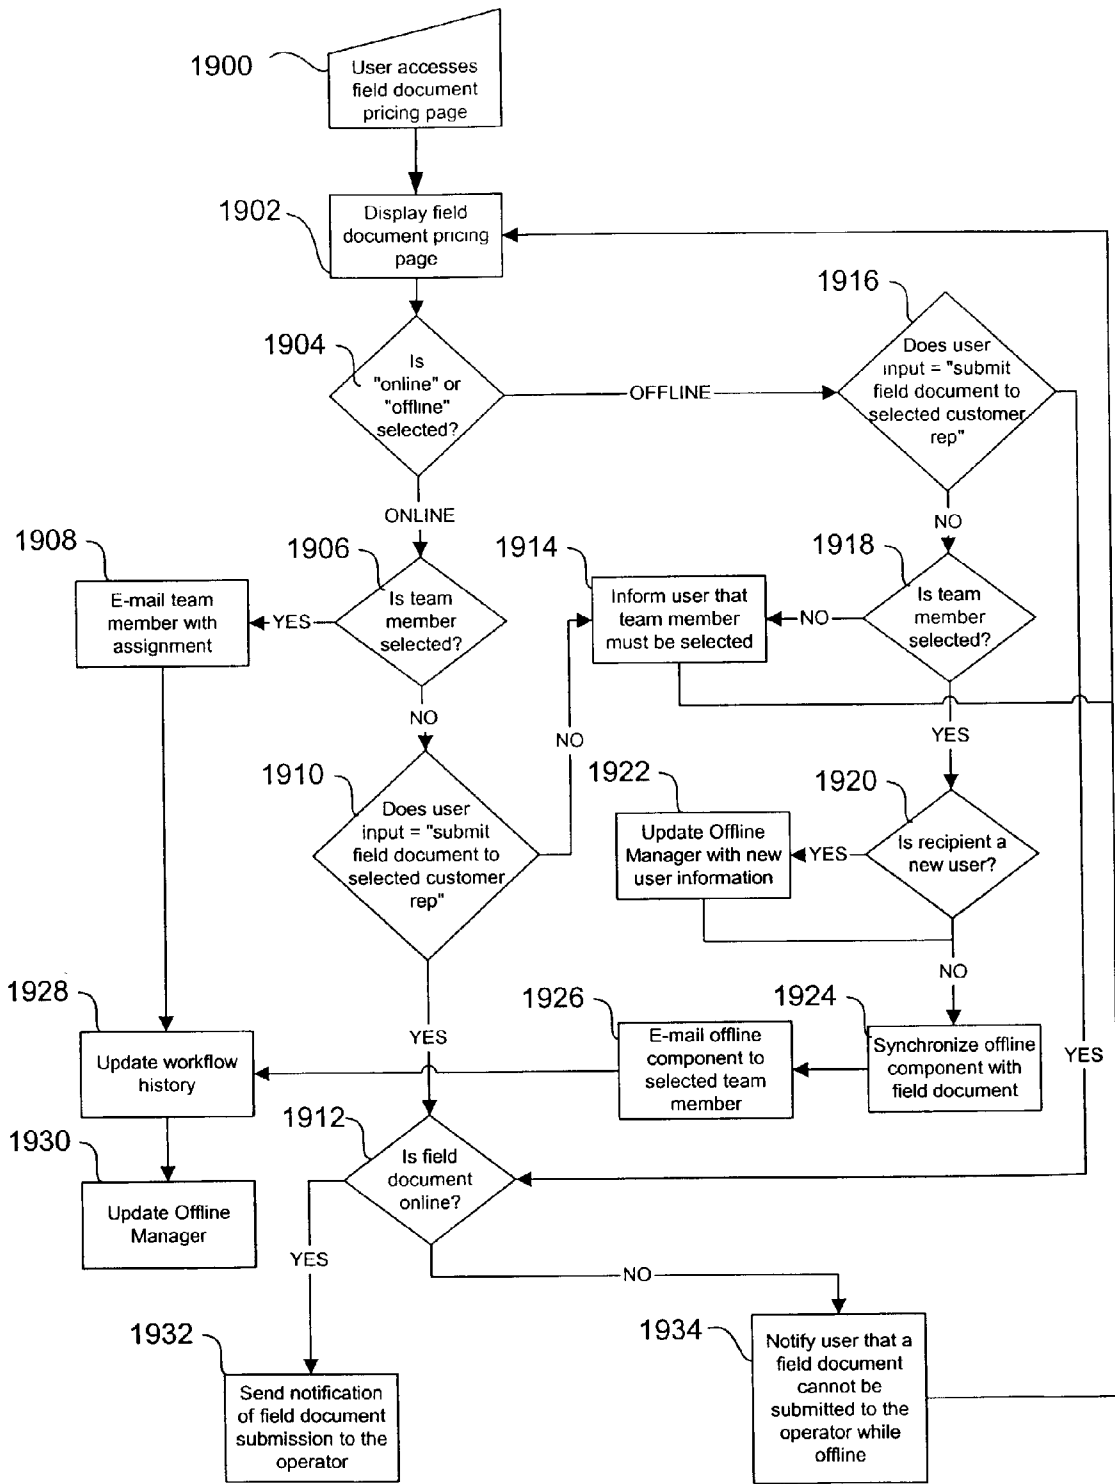 1900
User accesses
field document
pricing page
1902
Display field
document pricing
page
1904
Is
"online" or
"offline"
selected?
OFFLINE
1916
Does user
input = "submit
field document to
selected customer
rep"
ONLINE
NO
1908
E-mail team
member with
assignment
YES
1906
Is team
member
selected?
1914
Inform user that
team member
must be selected
NO
1918
Is team
member
selected?
NO
NO
YES
1910
Does user
input = "submit
field document to
selected customer
rep"
1922
Update Offline
Manager with new
user information
YES
1920
Is recipient a
new user?
NO
1928
Update workflow
history
YES
1926
E-mail offline
component to
selected team
member
1924
Synchronize offline
component with
field document
YES
1930
Update Offline
Manager
1912
Is field
document
online?
YES
NO
1932
Send notification
of field document
submission to the
operator
1934
Notify user that a
field document
cannot be
submitted to the
operator while
offline